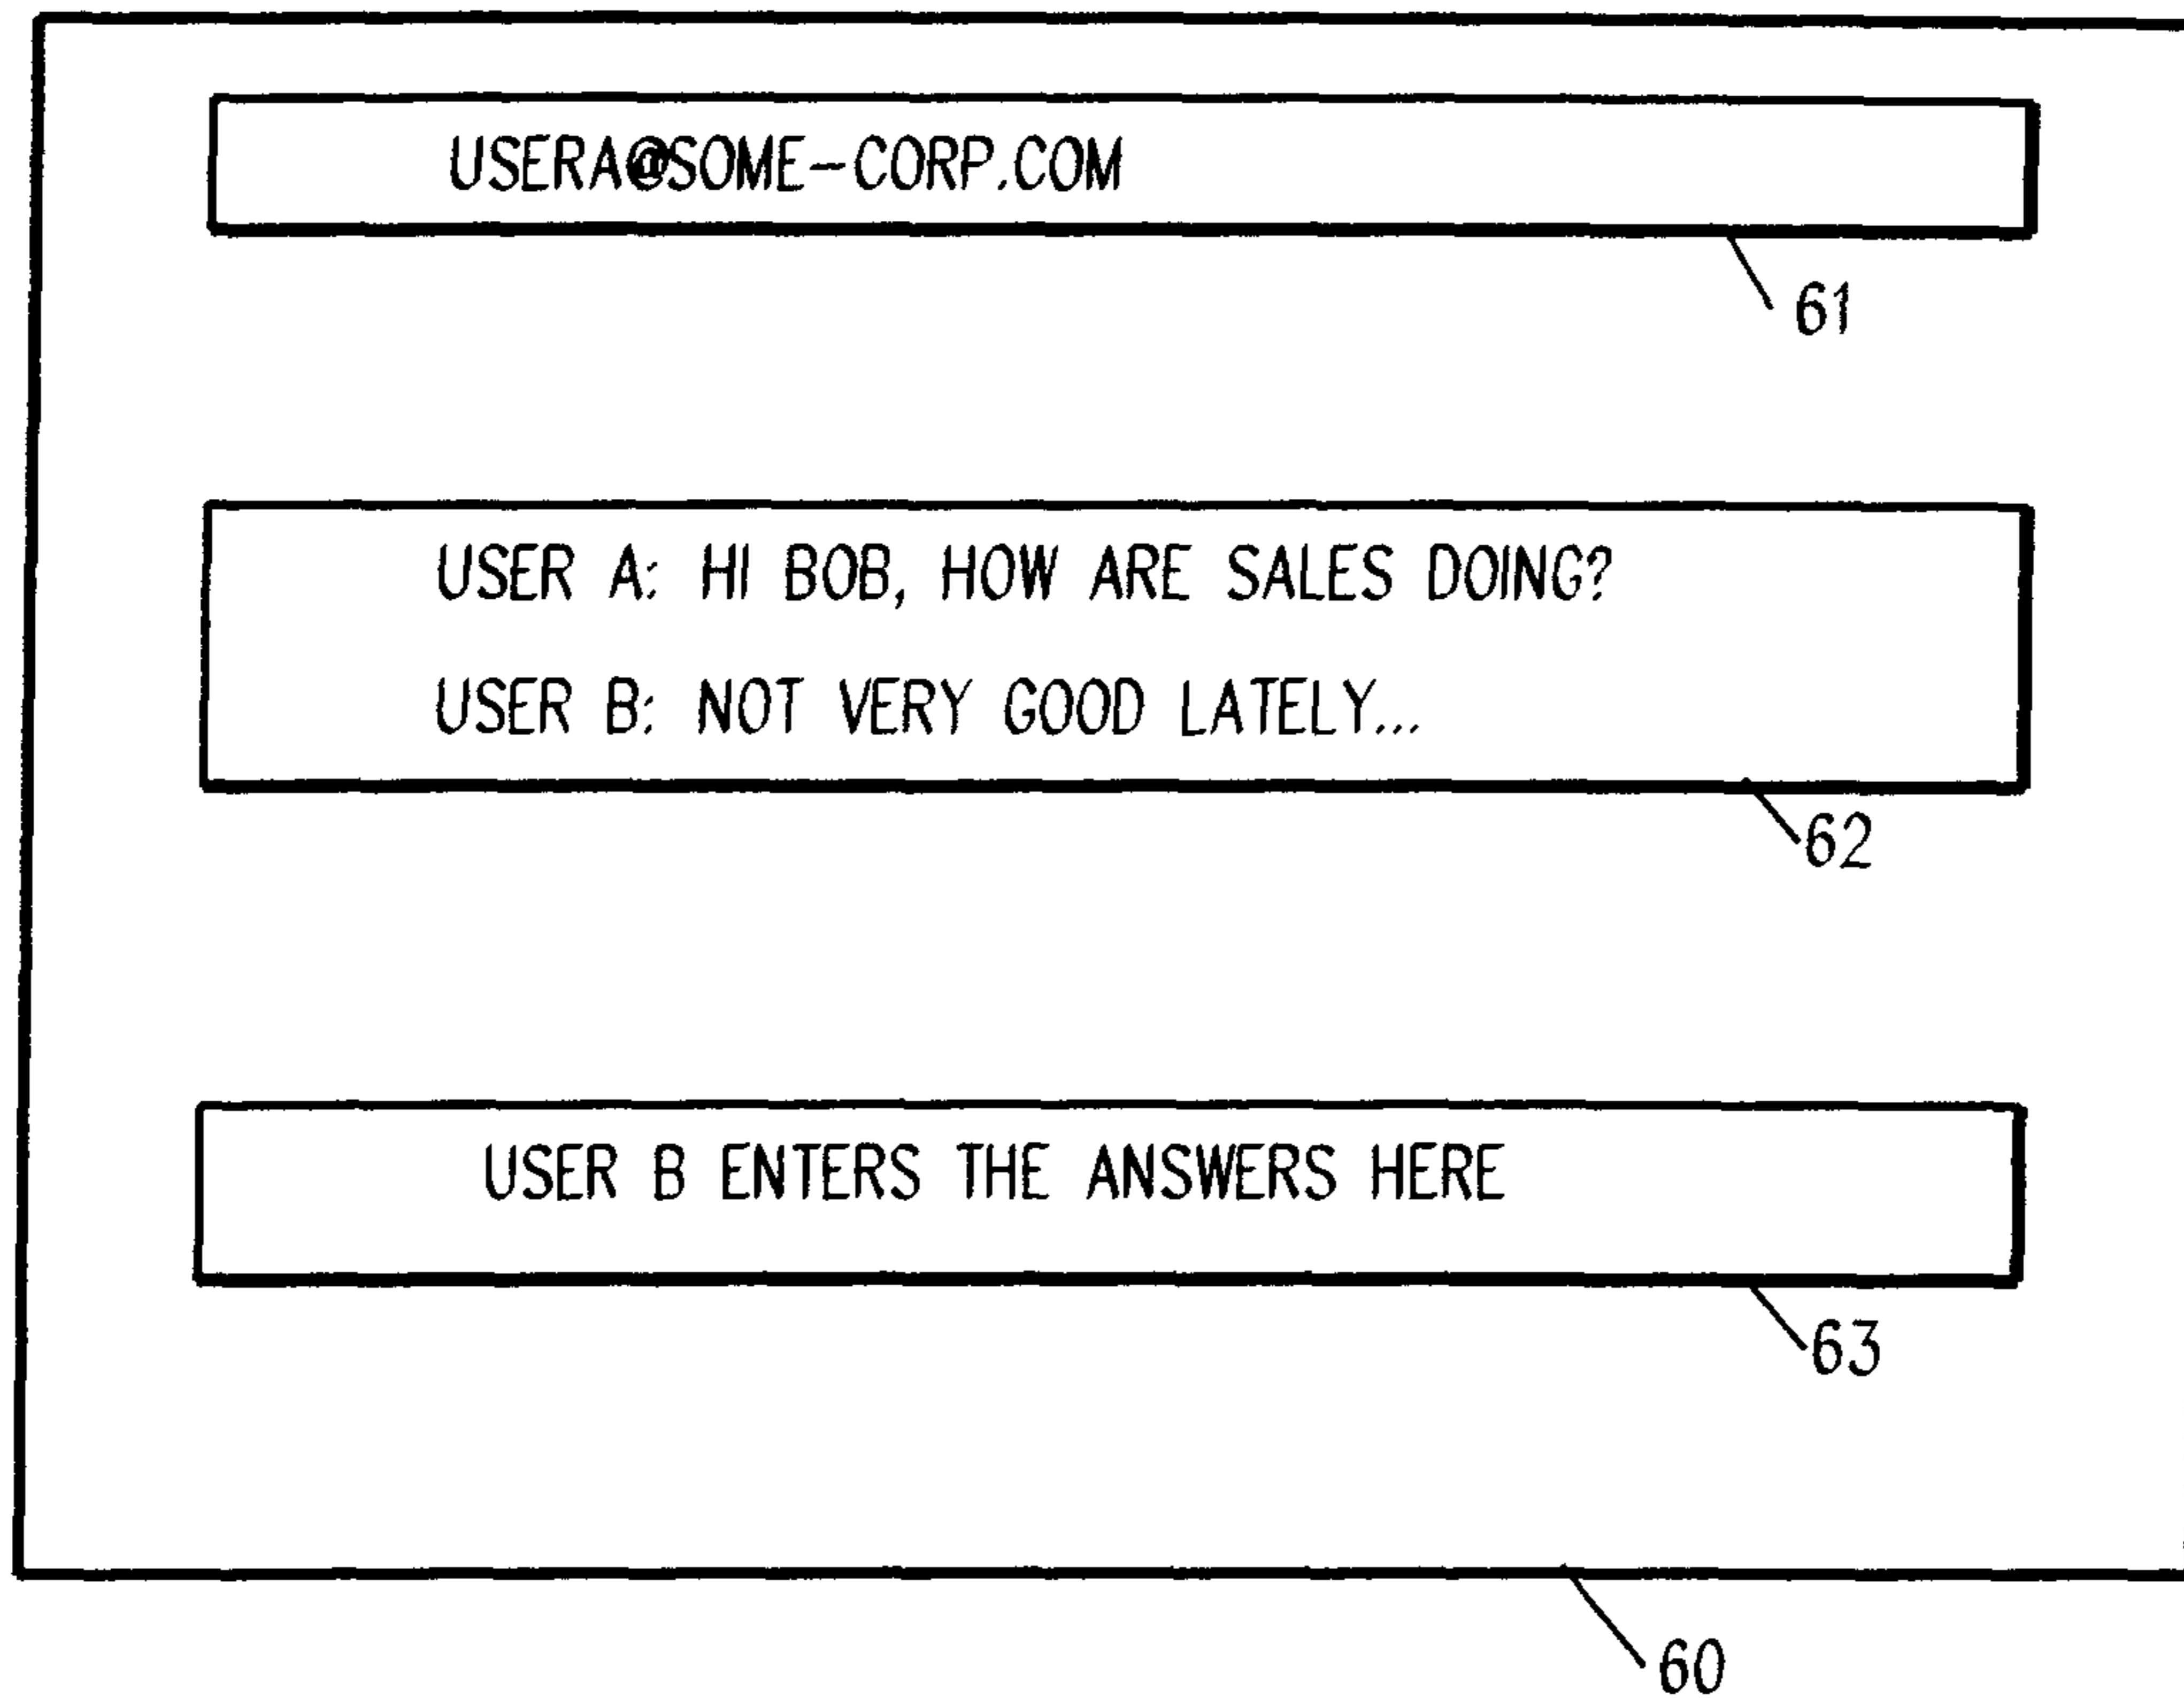 USERA@SOME-CORP.COM
61
USER A: HI BOB, HOW ARE SALES DOING?
USER B: NOT VERY GOOD LATELY...
62
USER B ENTERS THE ANSWERS HERE
63
60